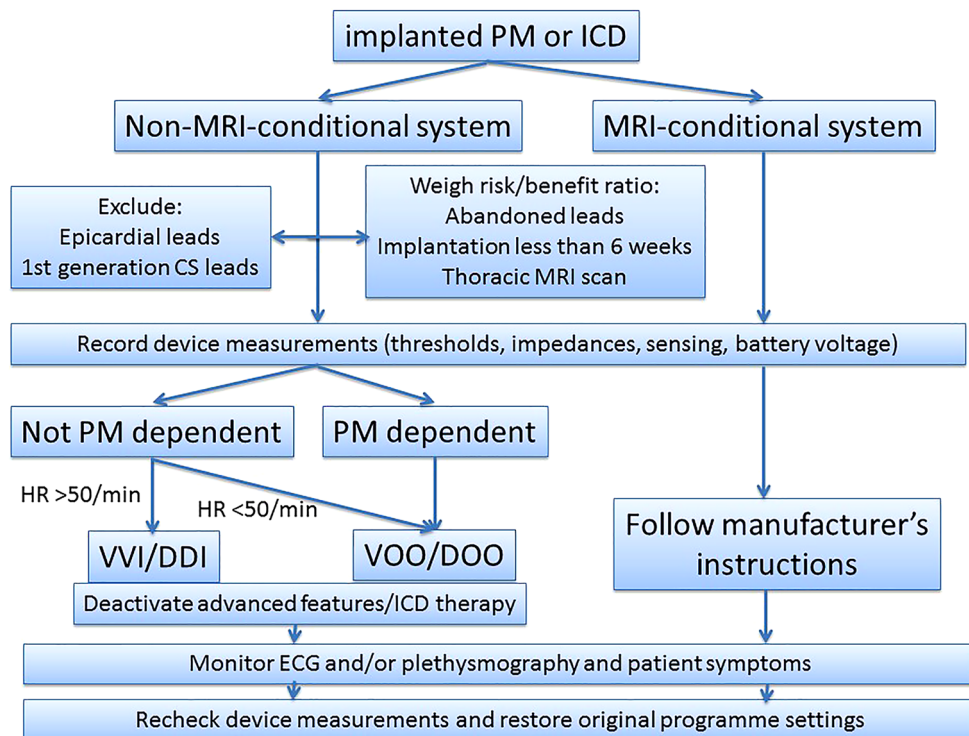 implanted PM or ICD
Non-MRI-conditional system
MRI-conditional system
Exclude:
Epicardial leads
1st generation CS leads
Weigh risk/benefit ratio:
Abandoned leads
Implantation less than 6 weeks
Thoracic MRI scan
Record device measurements (thresholds, impedances, sensing, battery voltage)
Not PM dependent
PM dependent
HR >50/min
HR <50/min
VVI/DDI
VOO/DOO
Follow manufacturer’s
instructions
Deactivate advanced features/ICD therapy
Monitor ECG and/or plethysmography and patient symptoms
Recheck device measurements and restore original programme settings